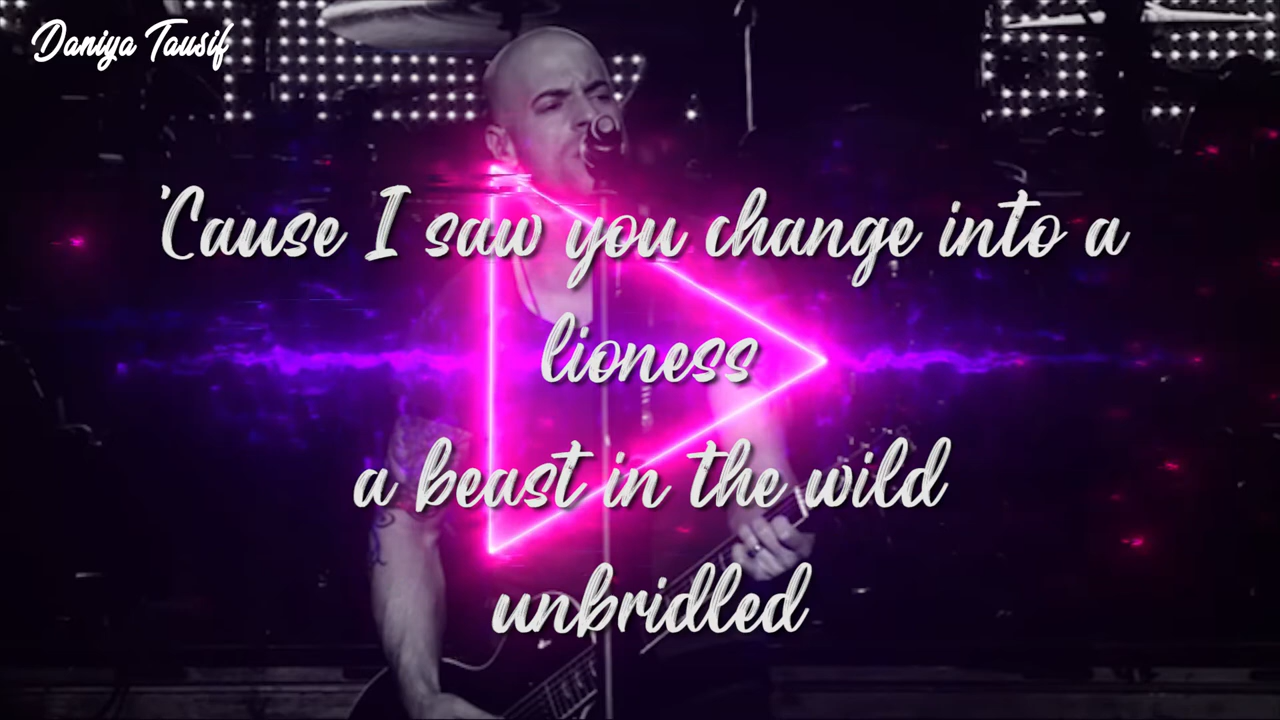 Daniya Tausif
'Cause I saw you change into a
lioness
a beast in the wild
unbridled